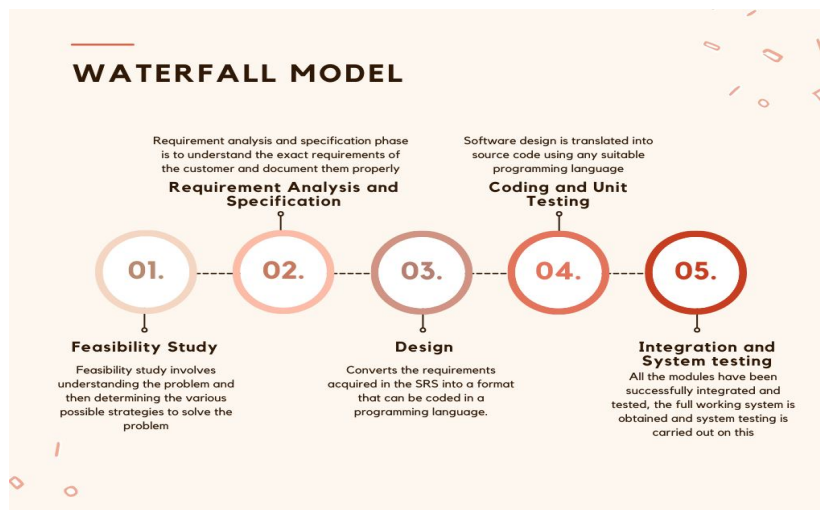 WATERFALL MODEL
Requirement analysis and specification phase
is to understand the exact requirements of
the customer and document them properly
Requirement Analysis and
Specification
Software design is translated into
source code using any suitable
programming language
Coding and Unit
Testing
01.
02.
03.
04.
05.
Feasibility Study
Feasibility study involves
understanding the problem and
then determining the various
possible strategies to solve the
problem
Design
Converts the requirements
acquired in the SRS into a format
that can be coded in a
programming language.
Integration and
System testing
All the modules have been
successfully integrated and
tested, the full working system is
obtained and system testing is
carried out on this